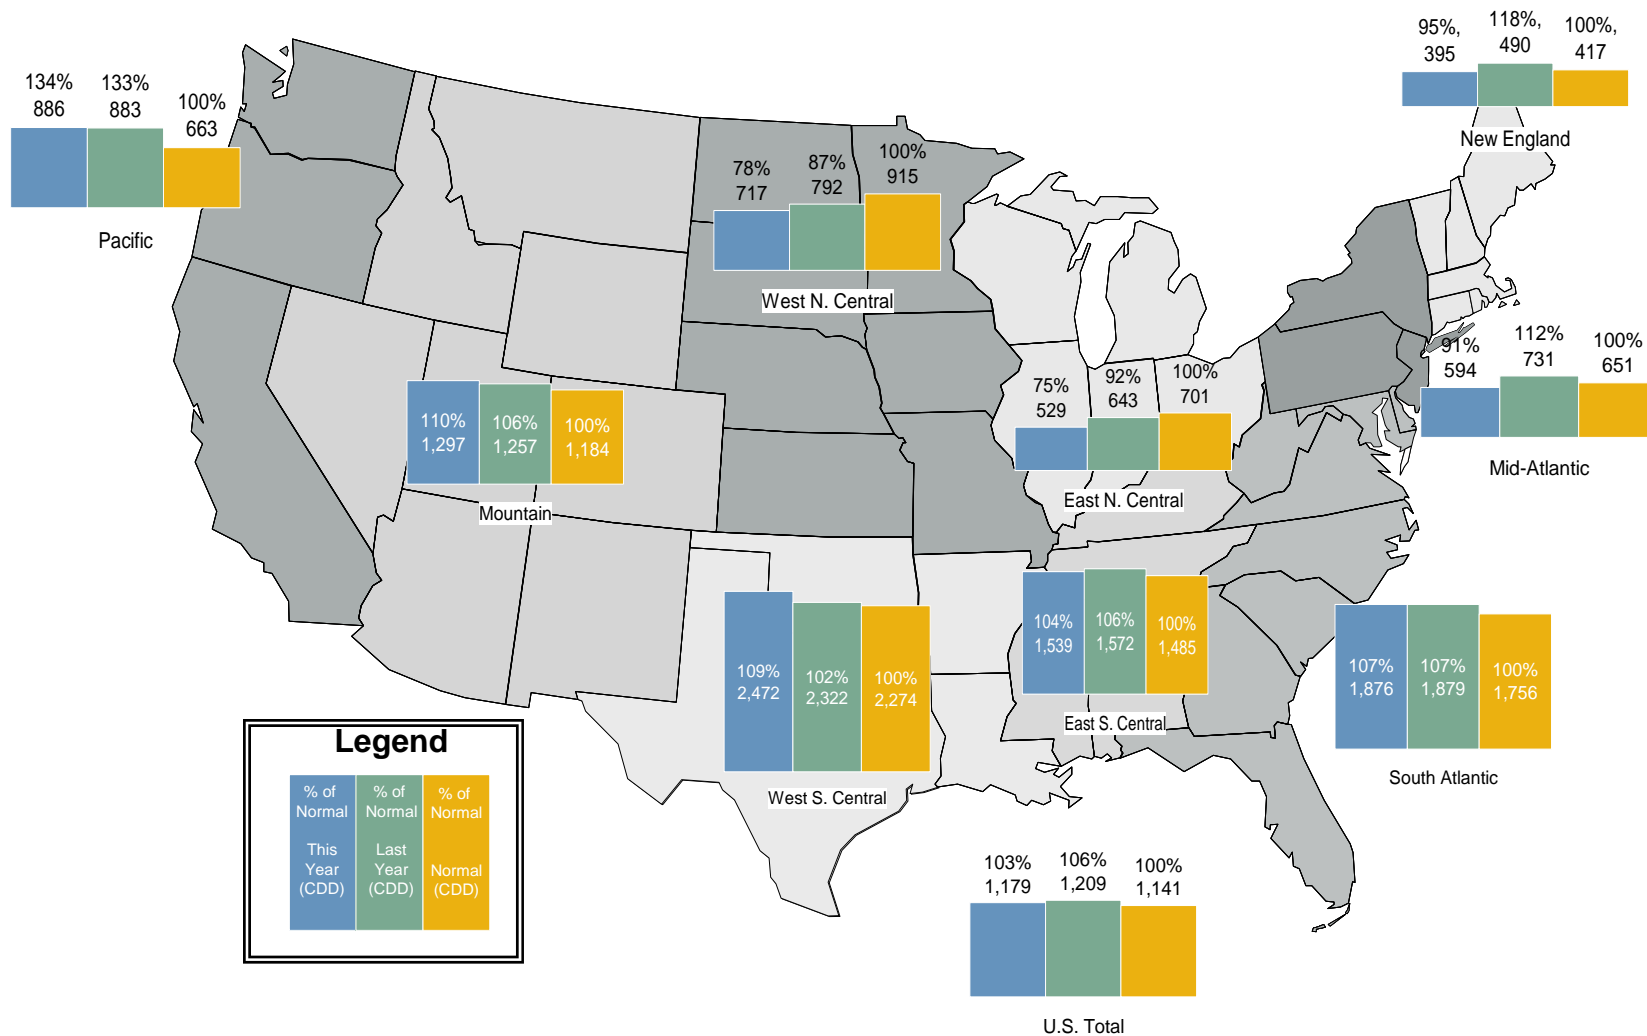 95%,
395
118%,
490
100%,
417
New England
134%
886
133%
883
100%
663
Pacific
78%
717
87%
792
100%
915
West N. Central
91%
594
112%
731
100%
651
Mid-Atlantic
75%
529
92%
643
100%
701
East N. Central
110%
1,297
106%
1,257
100%
1,184
Mountain
109%
2,472
102%
2,322
100%
2,274
West S. Central
104%
1,539
106%
1,572
100%
1,485
East S. Central
107%
1,876
107%
1,879
100%
1,756
South Atlantic
Legend
% of
Normal
This
Year
(CDD)
% of
Normal
Last
Year
(CDD)
% of
Normal
Normal
(CDD)
103%
1,179
106%
1,209
100%
1,141
U.S. Total